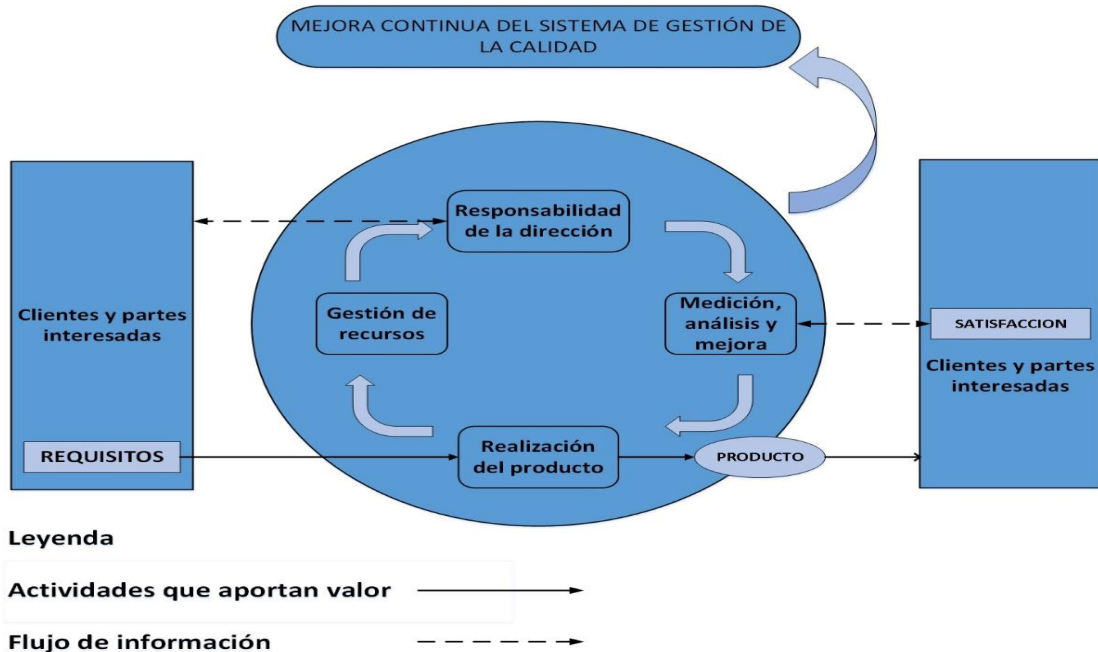 MEJORA CONTINUA DEL SISTEMA DE GESTIÓN DE
LA CALIDAD
Responsabilidad
de la dirección
Clientes y partes
interesadas
Gestión de
recursos
Medición,
análisis y
mejora
SATISFACCION
Clientes y partes
interesadas
REQUISITOS
Realización
del producto
PRODUCTO
Leyenda
Actividades que aportan valor
Flujo de información